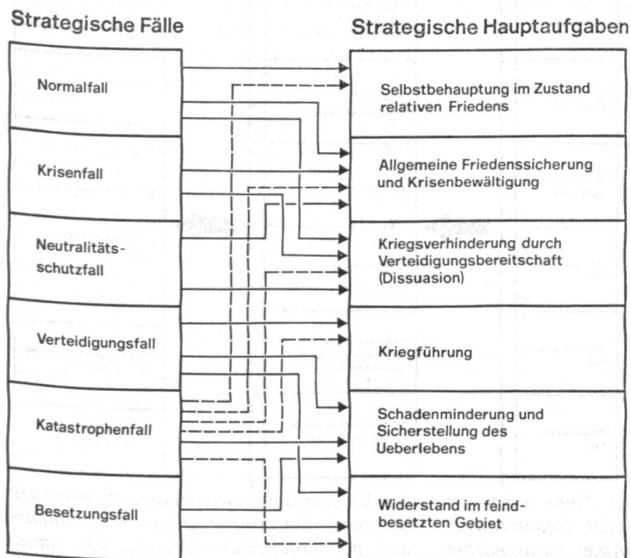 Strategische Fälle
Strategische Hauptaufgaben
Normalfall
Selbstbehauptung im Zustand
relativen Friedens
Krisenfall
Allgemeine Friedenssicherung
und Krisenbewältigung
Neutralitäts-
schutzfall
Kriegsverhinderung durch
Verteidigungsbereitschaft
(Dissuasion)
Verteidigungsfall
Kriegführung
Katastrophenfall
Schadenminderung und
Sicherstellung des
Ueberlebens
Besetzungsfall
Widerstand im feind-
besetzten Gebiet